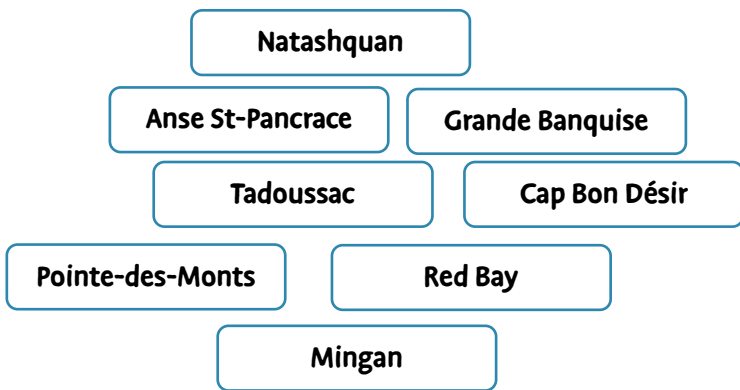 Natashquan
Anse St-Pancrace
Grande Banquise
Tadoussac
Cap Bon Désir
Pointe-des-Monts
Red Bay
Mingan